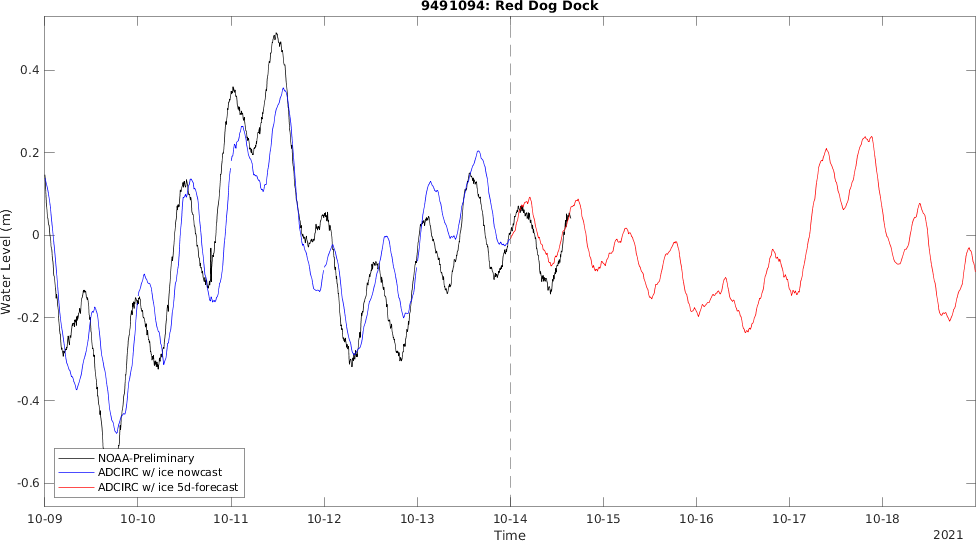 9491094: Red Dog Dock
Water Level (m)
0.4
0.2
0
-0.2
-0.4
-0.6
NOAA-Preliminary
ADCIRC w/ ice nowcast
ADCIRC w/ ice 5d-forecast
10-09 10-10 10-11 10-12 10-13 10-14 10-15 10-16 10-17 10-18
Time
2021